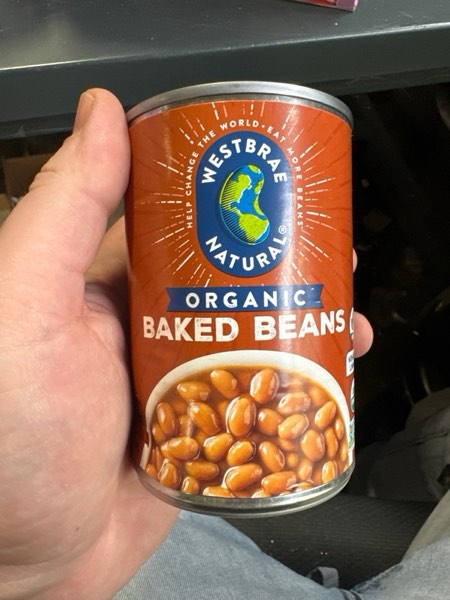 HELP CHANGE THE WORLD • EAT MORE BEANS
WESTBRAE
NATURAL®
ORGANIC
BAKED BEANS